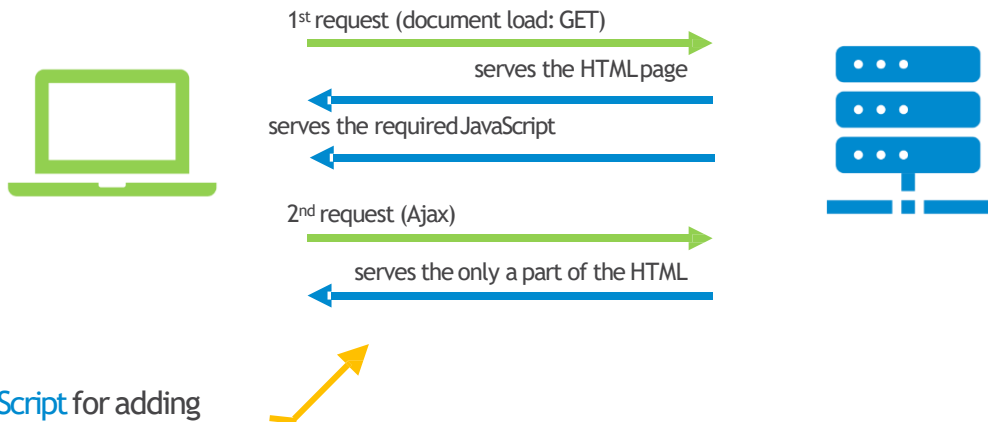 1st request (document load: GET)
serves the HTML page
serves the required JavaScript
2nd request (Ajax)
serves the only a part of the HTML
Script for adding